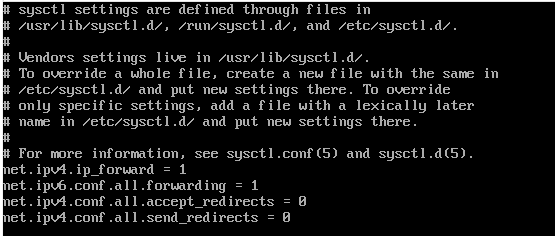 # sysctl settings are defined through files in
# /usr/lib/sysctl.d/, /run/sysctl.d/, and /etc/sysctl.d/.
#
# Vendors settings live in /usr/lib/sysctl.d/.
# To override a whole file, create a new file with the same in
# /etc/sysctl.d/ and put new settings there. To override
# only specific settings, add a file with a lexically later
# name in /etc/sysctl.d/ and put new settings there.
#
# For more information, see sysctl.conf(5) and sysctl.d(5).
net.ipv4.ip_forward = 1
net.ipv6.conf.all.forwarding = 1
net.ipv4.conf.all.accept_redirects = 0
net.ipv4.conf.all.send_redirects = 0